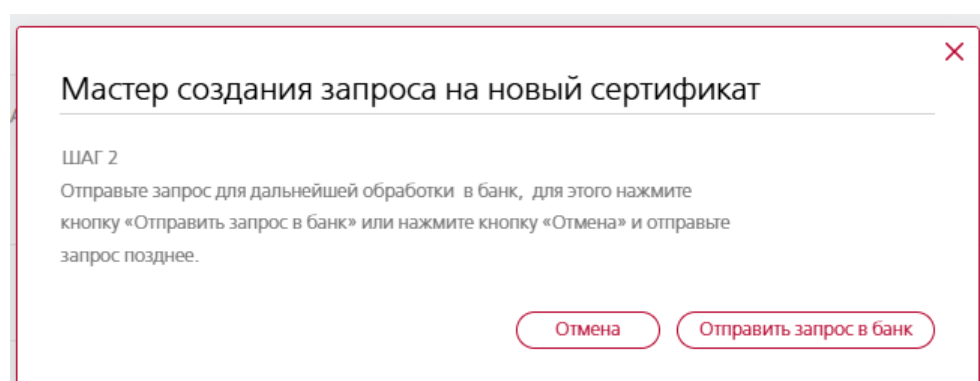 Мастер создания запроса на новый сертификат
ШАГ 2
Отправьте запрос для дальнейшей обработки в банк, для этого нажмите
кнопку «Отправить запрос в банк» или нажмите кнопку «Отмена» и отправьте
запрос позднее.
Отмена
Отправить запрос в банк